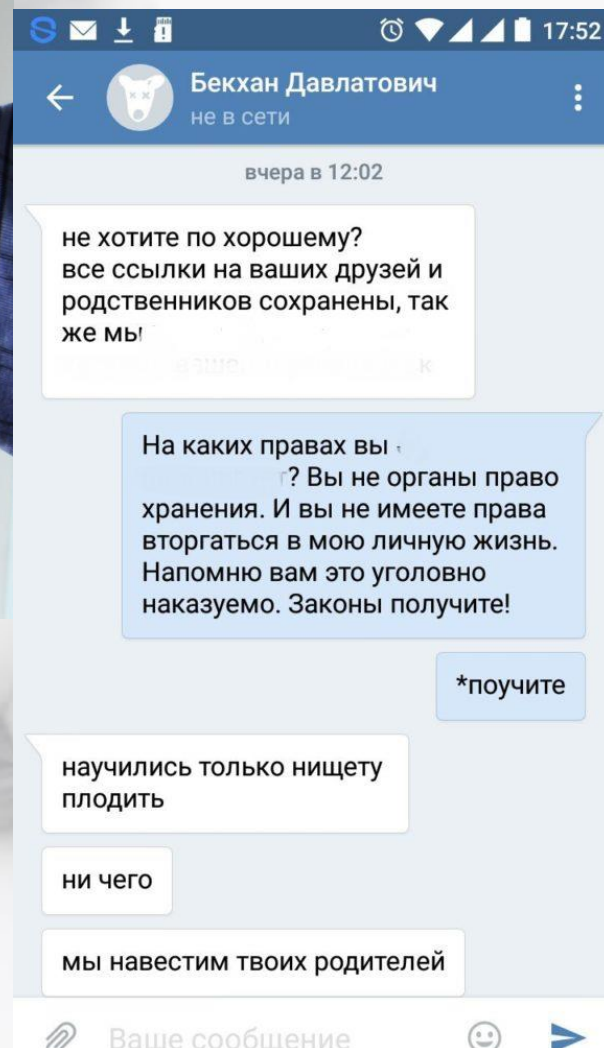 17:52
Бекхан Давлатович
не в сети
вчера в 12:02
не хотите по хорошему?
все ссылки на ваших друзей и
родственников сохранены, так
же мы
На каких правах вы
? Вы не органы право
хранения. И вы не имеете права
вторгаться в мою личную жизнь.
Напомню вам это уголовно
наказуемо. Законы получите!
*поучите
научились только нищету
плодить
ни чего
мы навестим твоих родителей
Ваше сообщение